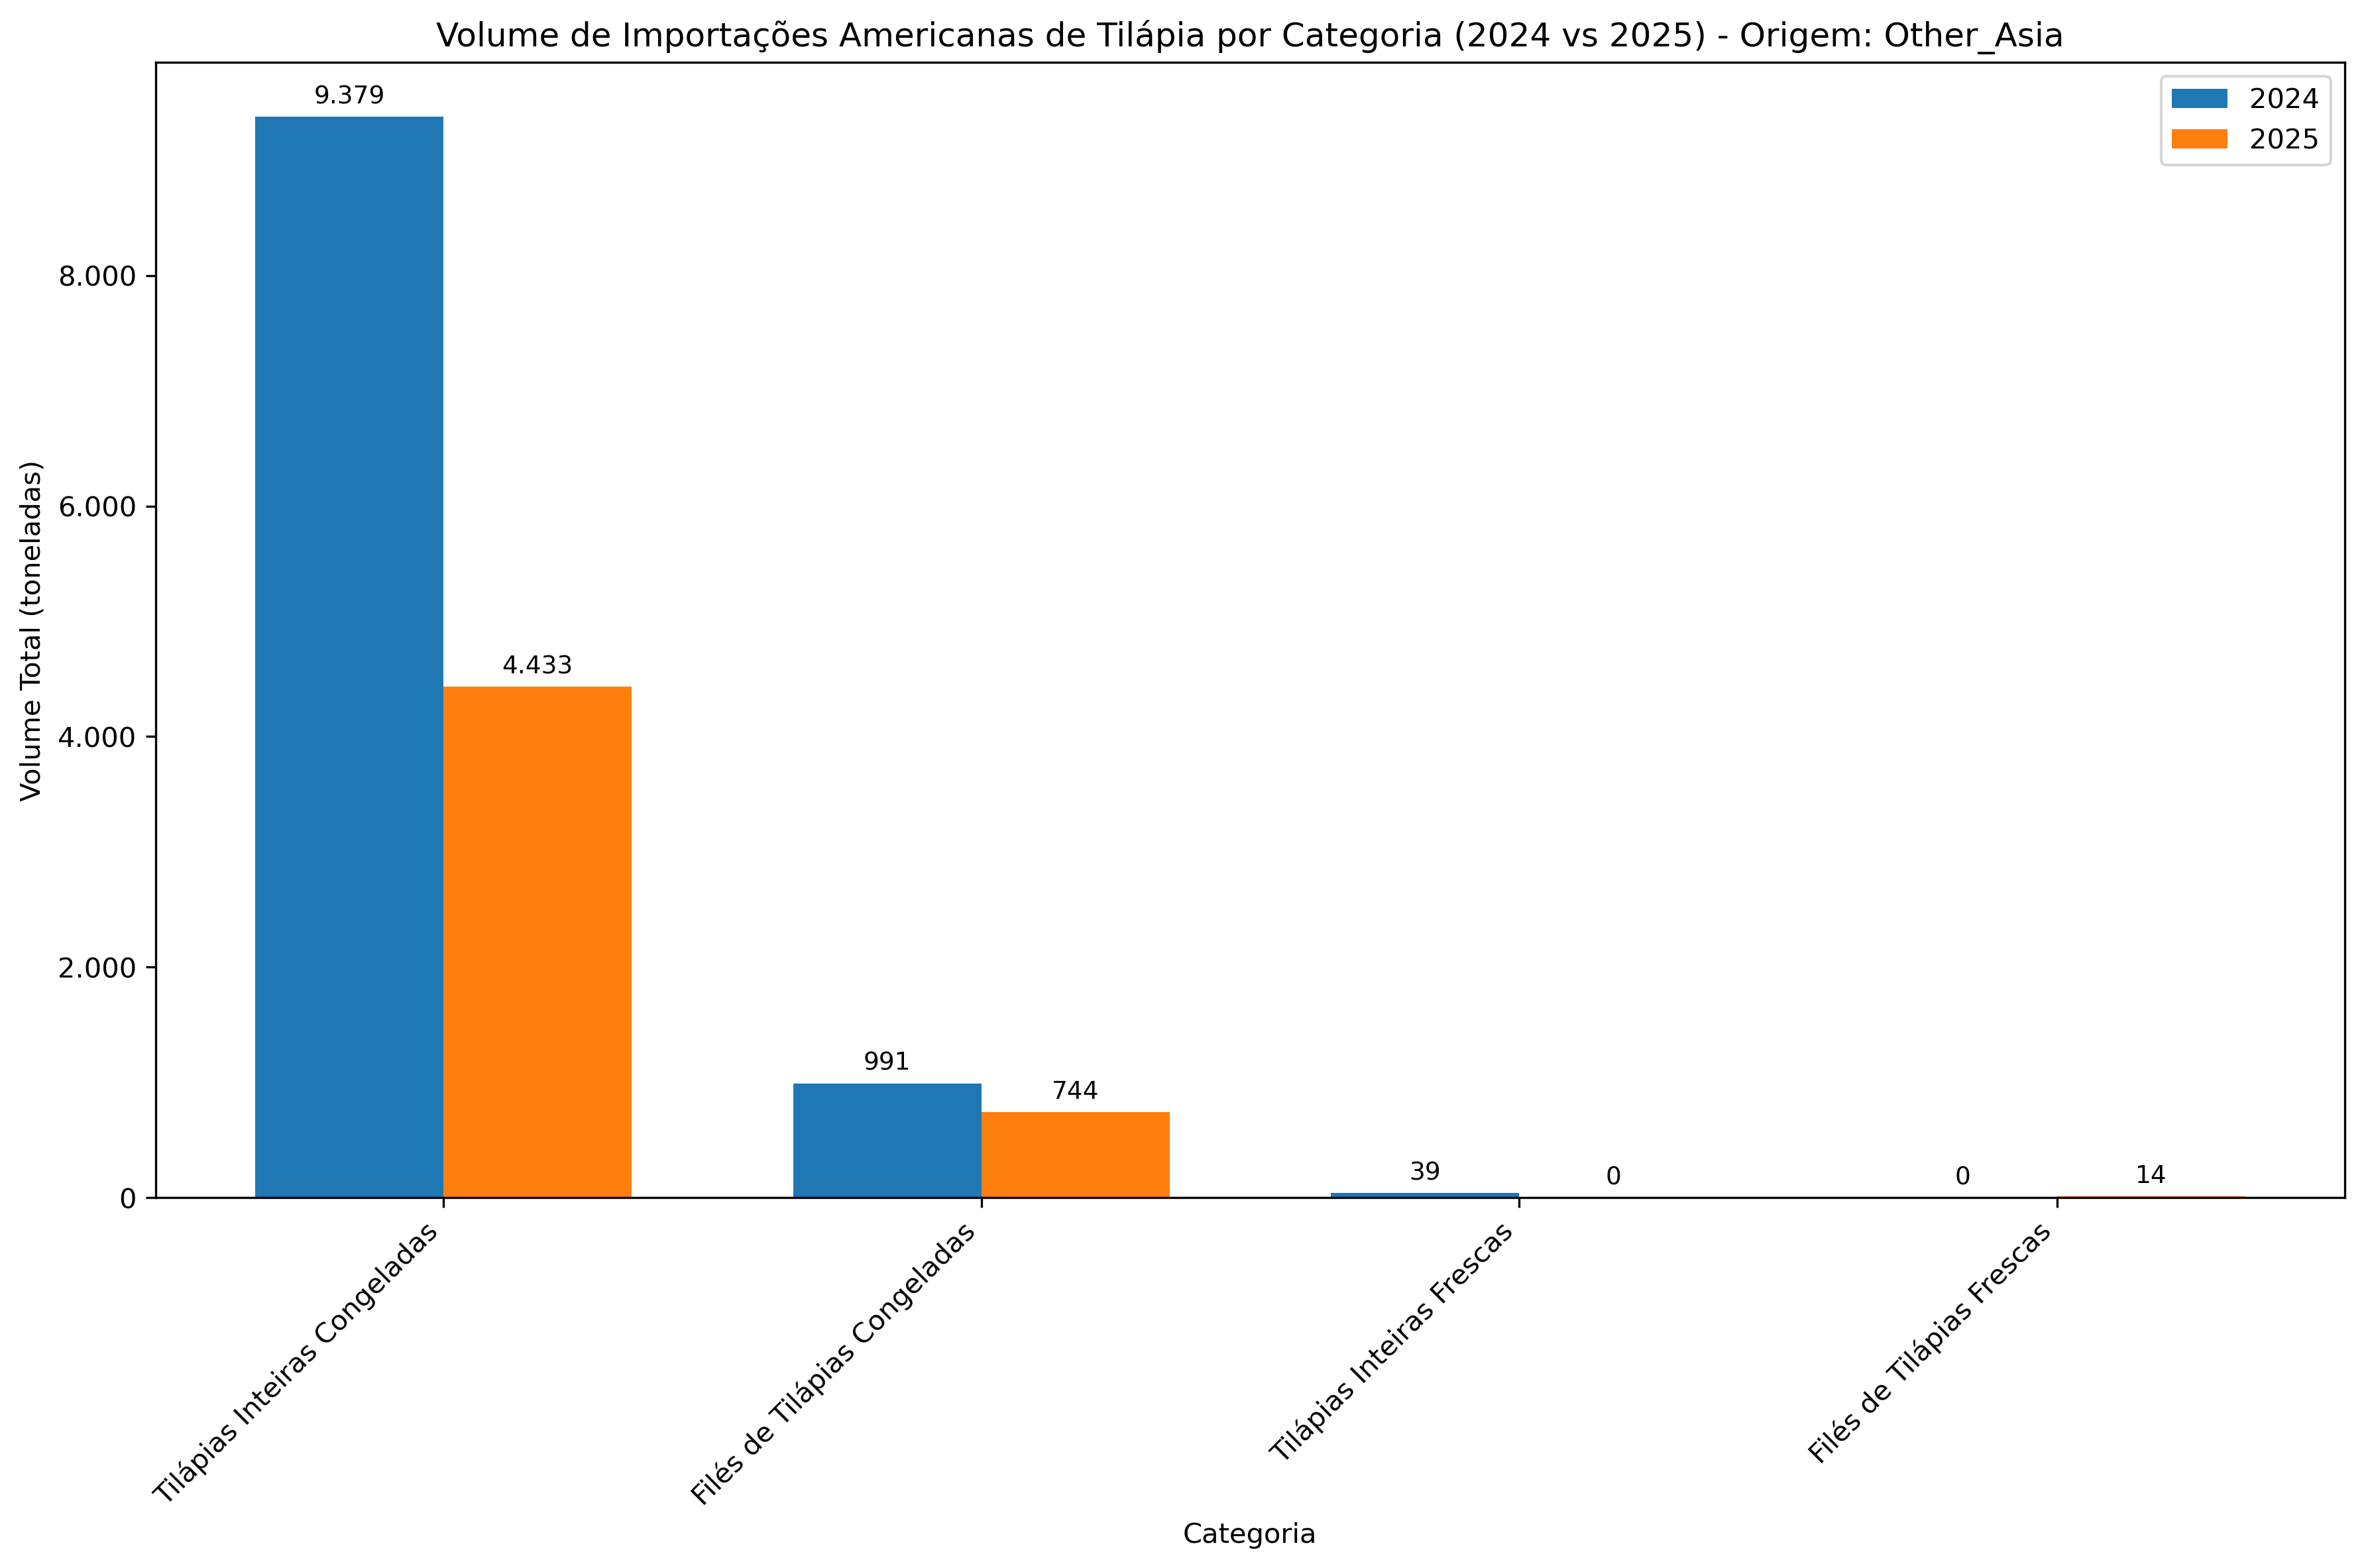 Volume de Importações Americanas de Tilápia por Categoria (2024 vs 2025) - Origem: Other_Asia
2024
2025
Volume Total (toneladas)
8.000
6.000
4.000
2.000
0
9.379
4.433
991
744
39
0
0
14
Tilápias Inteiras Congeladas
Filés de Tilápias Congeladas
Tilápias Inteiras Frescas
Filés de Tilápias Frescas
Categoria